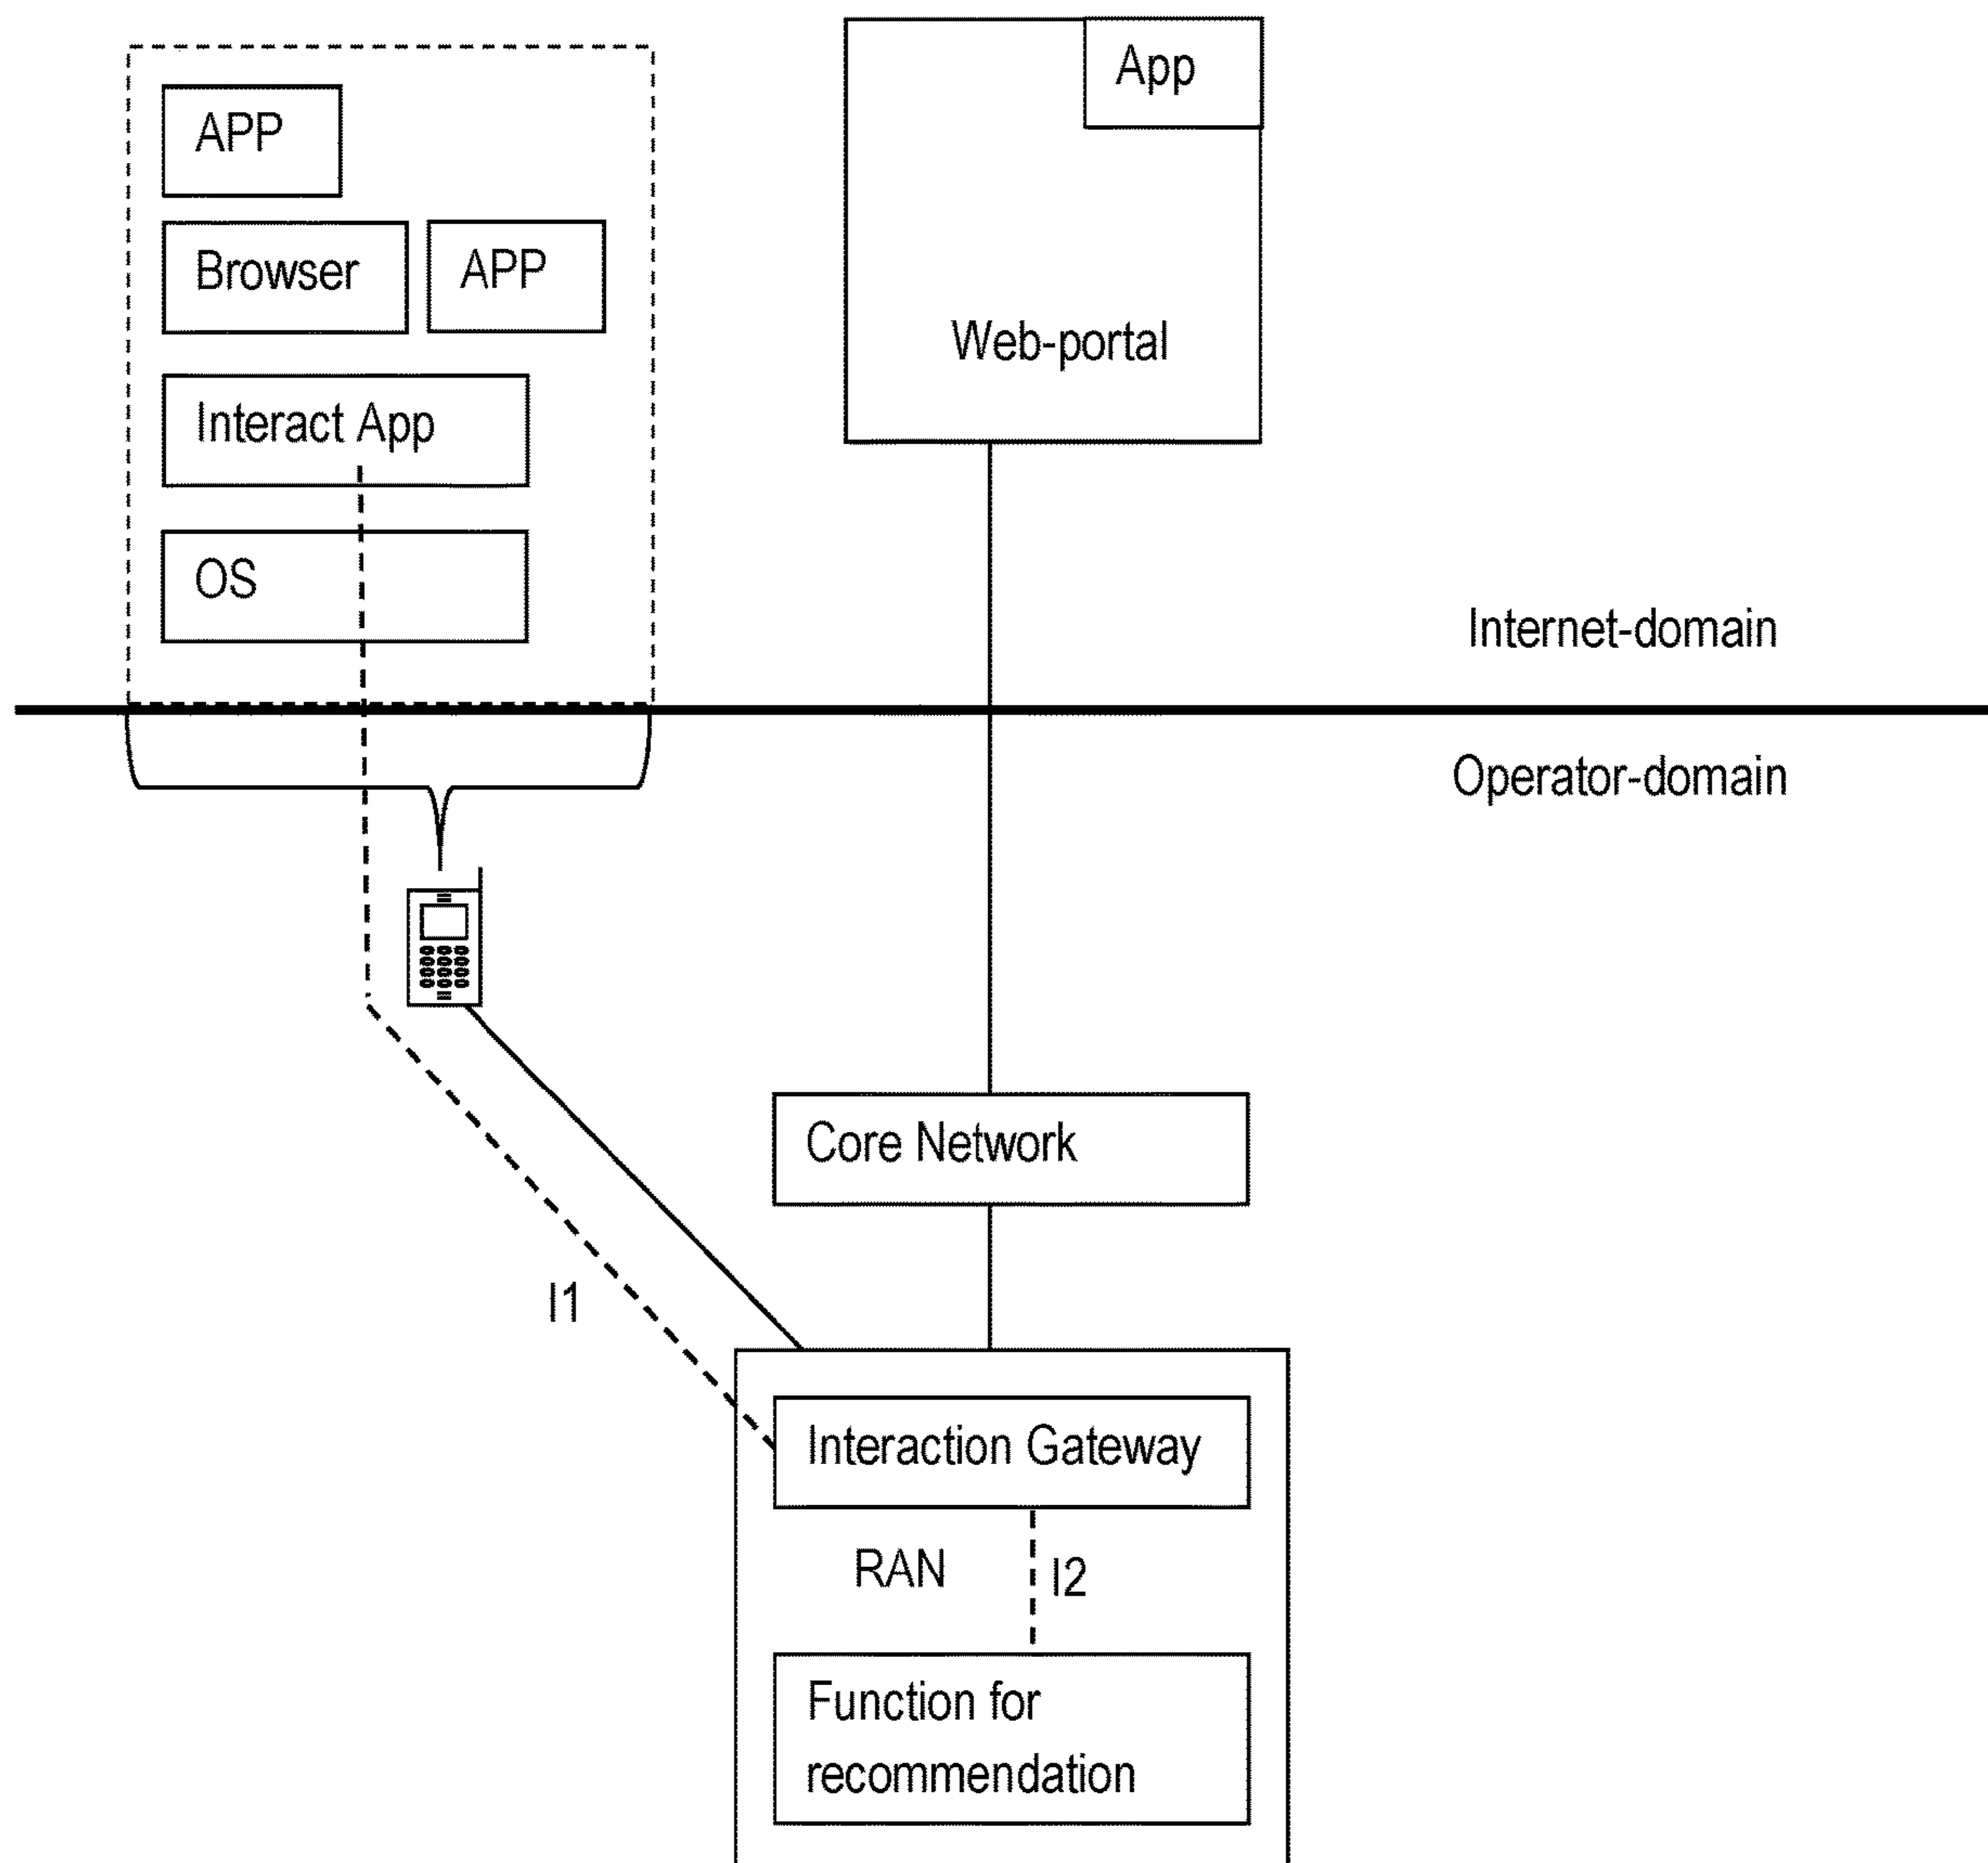 App
APP
Browser
APP
Web-portal
Interact App
OS
Internet-domain
Operator-domain
Core Network
I1
Interaction Gateway
RAN
I2
Function for
recommendation